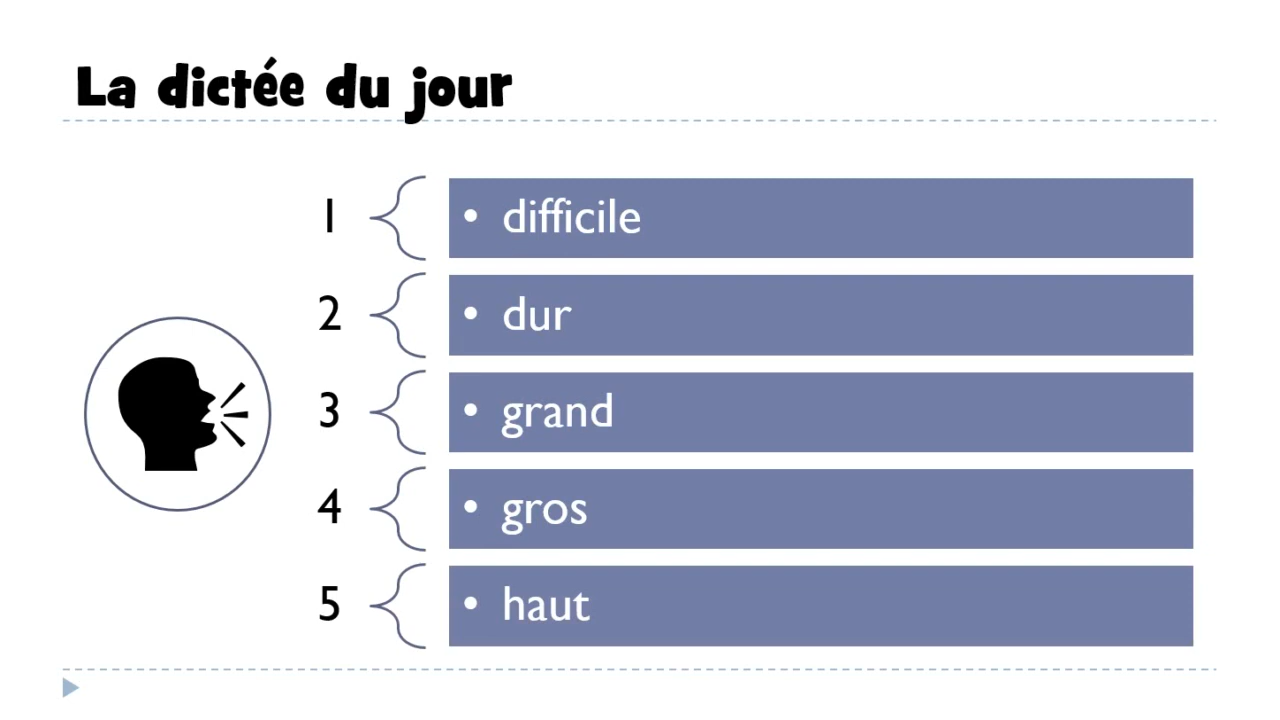 La dictée du jour
1 • difficile
2 • dur
3 • grand
4 • gros
5 • haut